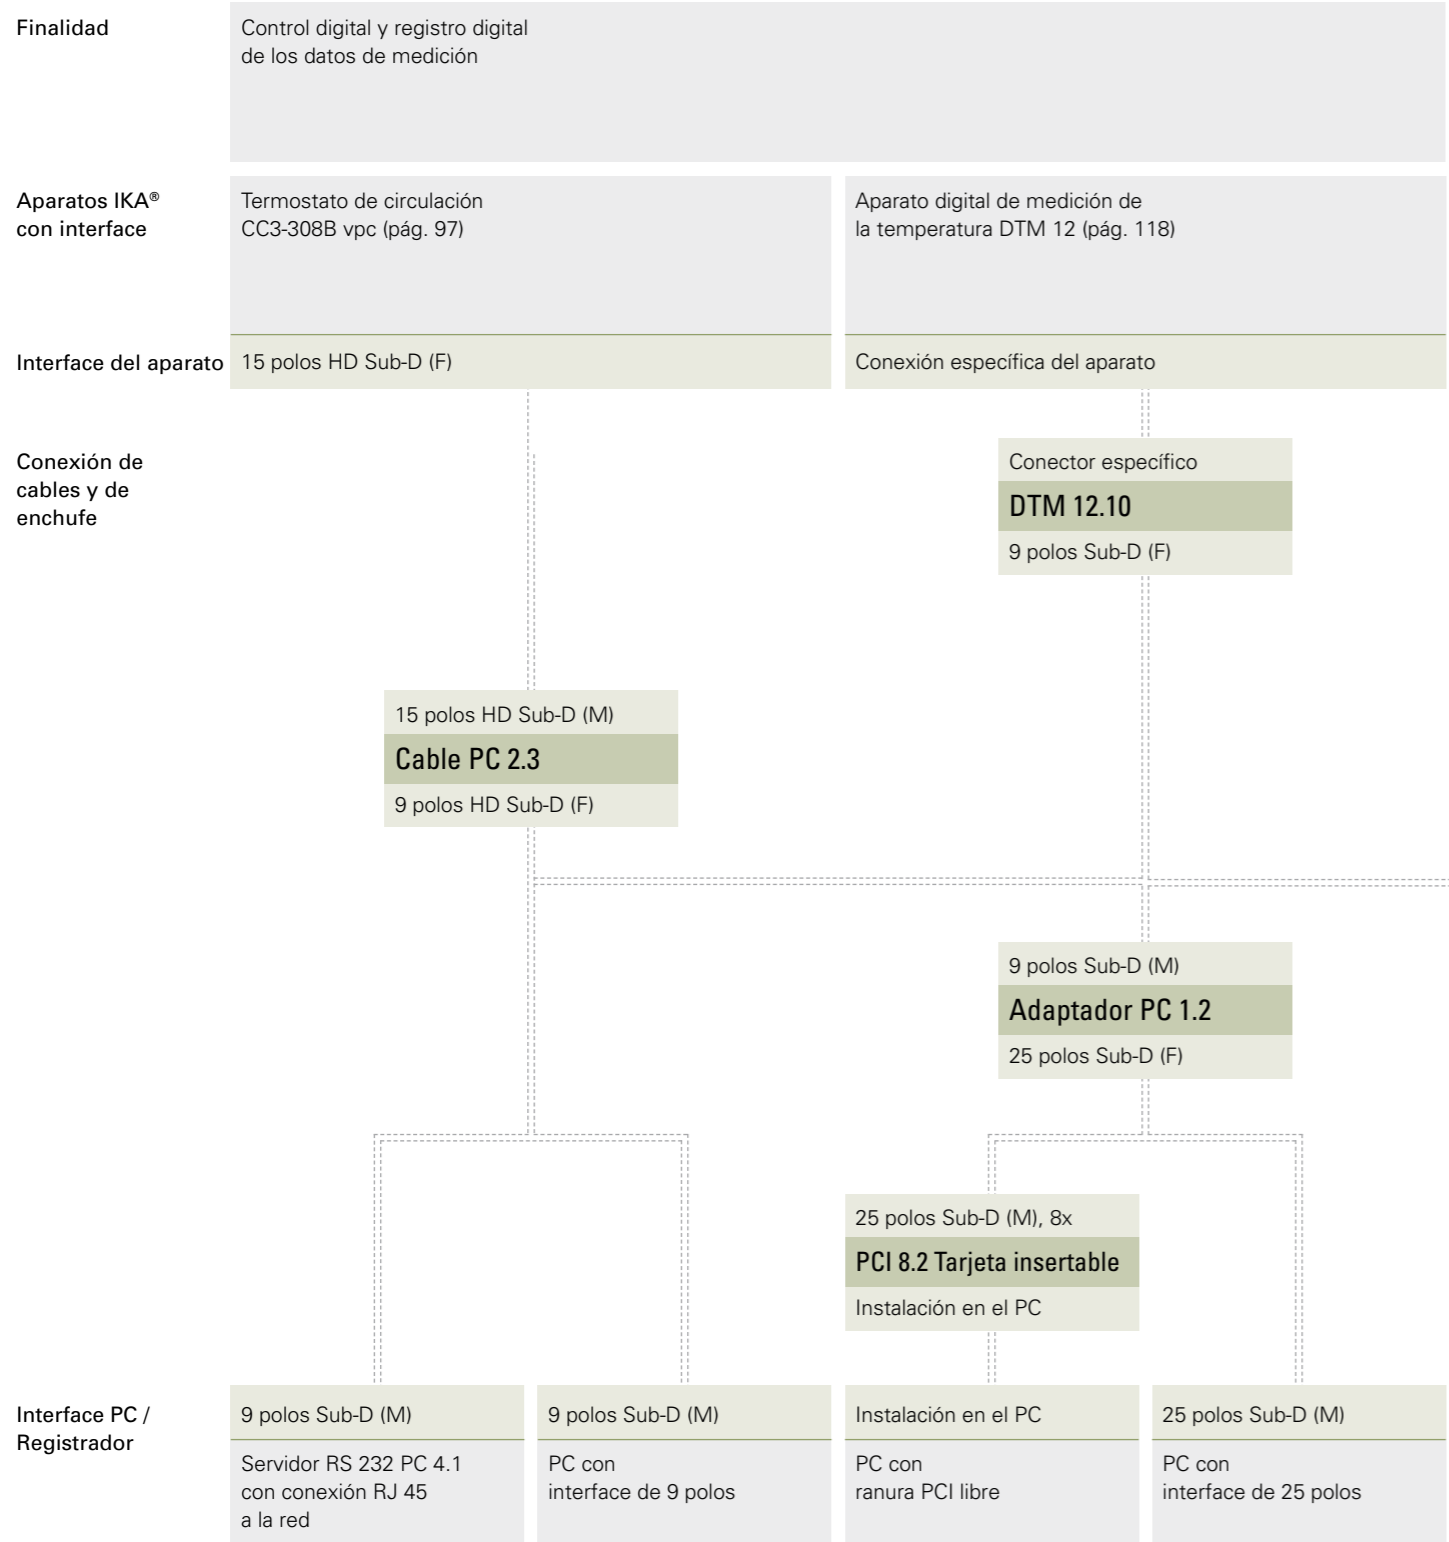 Finalidad
Control digital y registro digital
de los datos de medición
Aparatos IKA®
con interface
Termostato de circulación
CC3-308B vpc (pág. 97)
Aparato digital de medición de
la temperatura DTM 12 (pág. 118)
Interface del aparato
15 polos HD Sub-D (F)
Conexión específica del aparato
Conexión de
cables y de
enchufe
Conector específico
DTM 12.10
9 polos Sub-D (F)
15 polos HD Sub-D (M)
Cable PC 2.3
9 polos HD Sub-D (F)
9 polos Sub-D (M)
Adaptador PC 1.2
25 polos Sub-D (F)
25 polos Sub-D (M), 8x
PCI 8.2 Tarjeta insertable
Instalación en el PC
Interface PC /
Registrador
9 polos Sub-D (M)
Servidor RS 232 PC 4.1
con conexión RJ 45
a la red
9 polos Sub-D (M)
PC con
interface de 9 polos
Instalación en el PC
PC con
ranura PCI libre
25 polos Sub-D (M)
PC con
interface de 25 polos